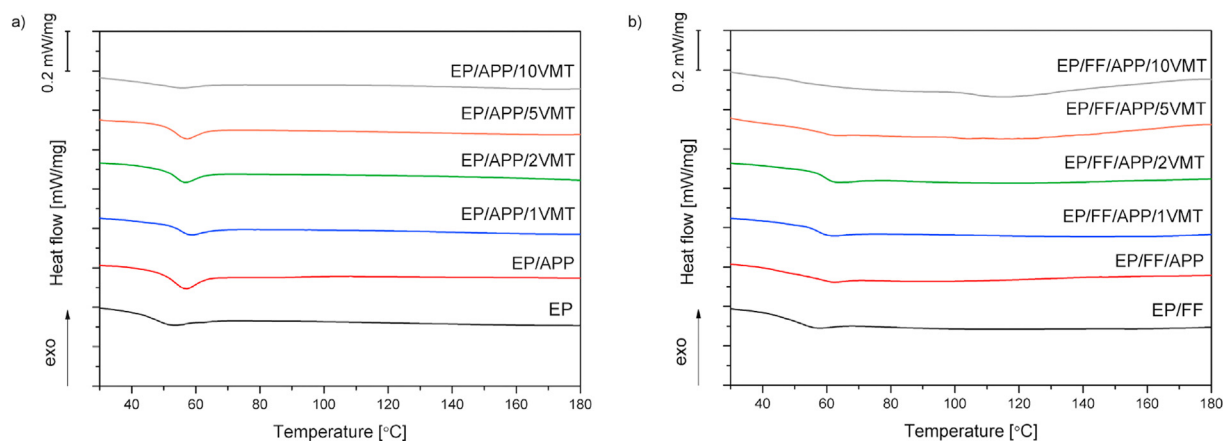 a)
0.2 mW/mg
Heat flow [mW/mg]
exo
EP/APP/10VMT
EP/APP/5VMT
EP/APP/2VMT
EP/APP/1VMT
EP/APP
EP
40 60 80 100 120 140 160 180
Temperature [°C]
b)
0.2 mW/mg
Heat flow [mW/mg]
exo
EP/FF/APP/10VMT
EP/FF/APP/5VMT
EP/FF/APP/2VMT
EP/FF/APP/1VMT
EP/FF/APP
EP/FF
40 60 80 100 120 140 160 180
Temperature [°C]